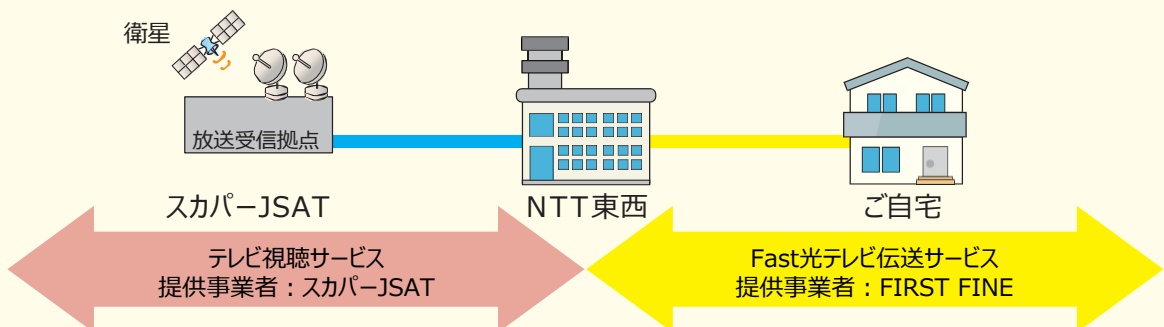 衛星
放送受信拠点
スカパーJSAT
NTT東西
ご自宅
テレビ視聴サービス
提供事業者：スカパーJSAT
Fast光テレビ伝送サービス
提供事業者：FIRST FINE